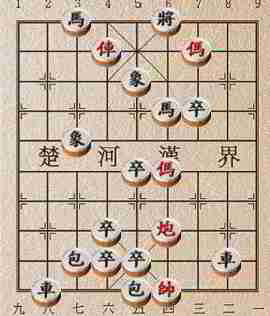 1 2 3 4 5 6 7 8 9
馬 將
俥 傌
象
馬 卒
象
楚 河 漢 界
卒 傌
卒 炮
包 卒 卒 車
車 包 帥
九 八 七 六 五 四 三 二 一